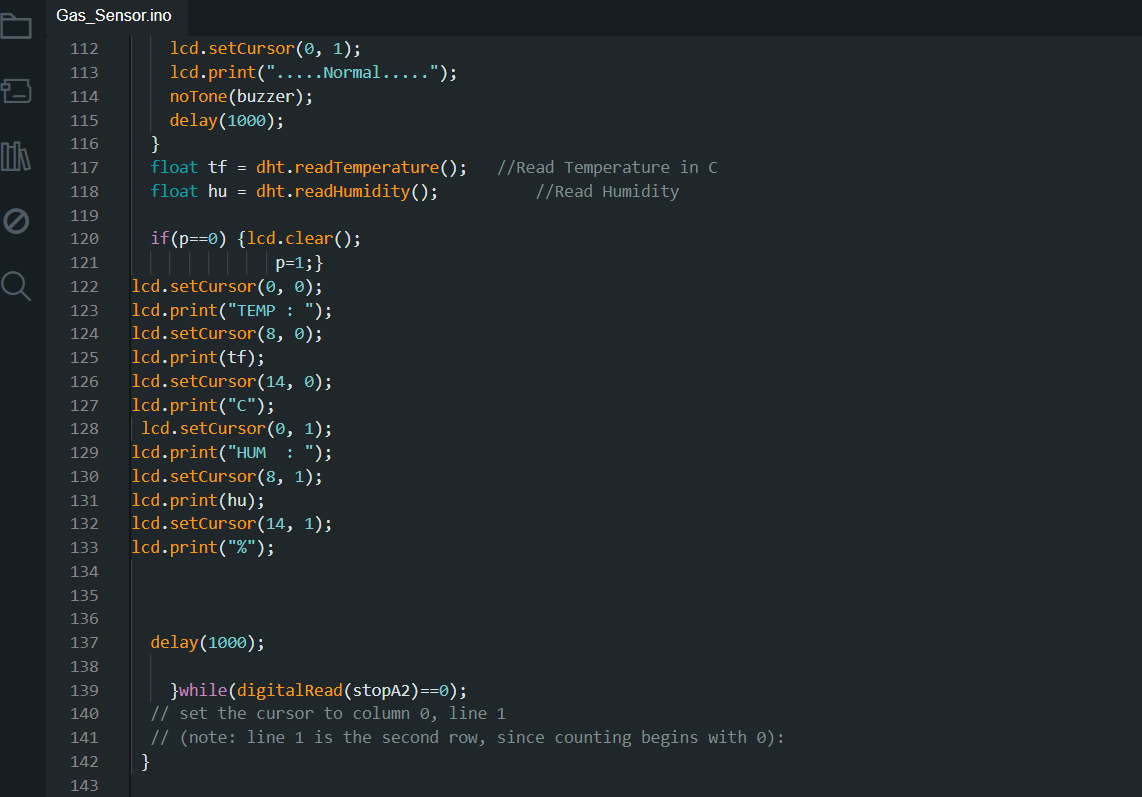 Gas_Sensor.ino
112 lcd.setCursor(0, 1);
113 lcd.print(".....Normal.....");
114 noTone(buzzer);
115 delay(1000);
116 }
117 float tf = dht.readTemperature(); //Read Temperature in C
118 float hu = dht.readHumidity(); //Read Humidity
119
120 if(p==0) {lcd.clear();
121 p=1;}
122 lcd.setCursor(0, 0);
123 lcd.print("TEMP : ");
124 lcd.setCursor(8, 0);
125 lcd.print(tf);
126 lcd.setCursor(14, 0);
127 lcd.print("C");
128 lcd.setCursor(0, 1);
129 lcd.print("HUM  : ");
130 lcd.setCursor(8, 1);
131 lcd.print(hu);
132 lcd.setCursor(14, 1);
133 lcd.print("%");
134
135
136
137 delay(1000);
138
139 }while(digitalRead(stopA2)==0);
140 // set the cursor to column 0, line 1
141 // (note: line 1 is the second row, since counting begins with 0):
142 }
143